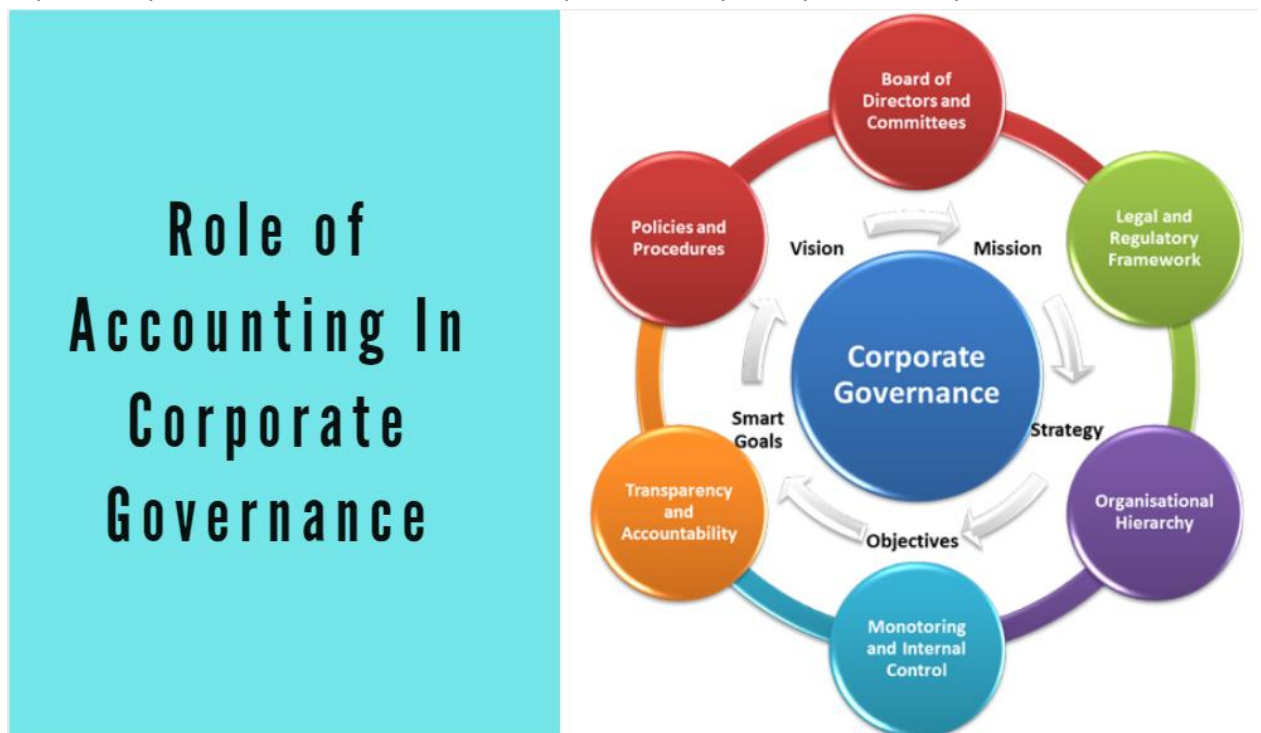 Role of
Accounting In
Corporate
Governance
Board of
Directors and
Committees
Policies and
Procedures
Legal and
Regulatory
Framework
Vision
Mission
Corporate
Governance
Smart
Goals
Strategy
Transparency
and
Accountability
Organisational
Hierarchy
Objectives
Monotoring
and Internal
Control